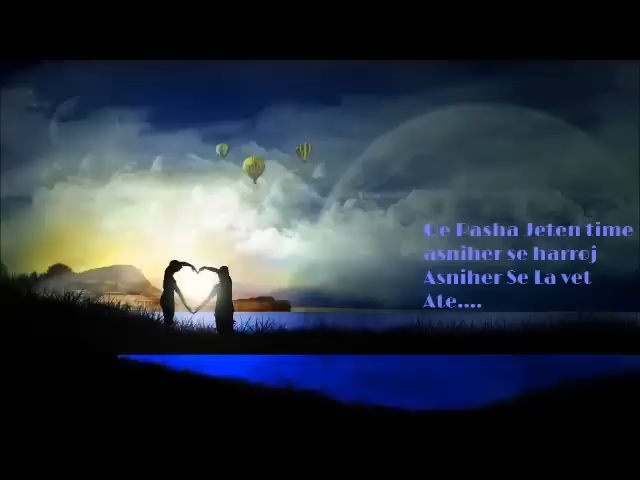 Qe Pasha Jeten time
asniher se harroj
Asniher Se La vet
Ate....